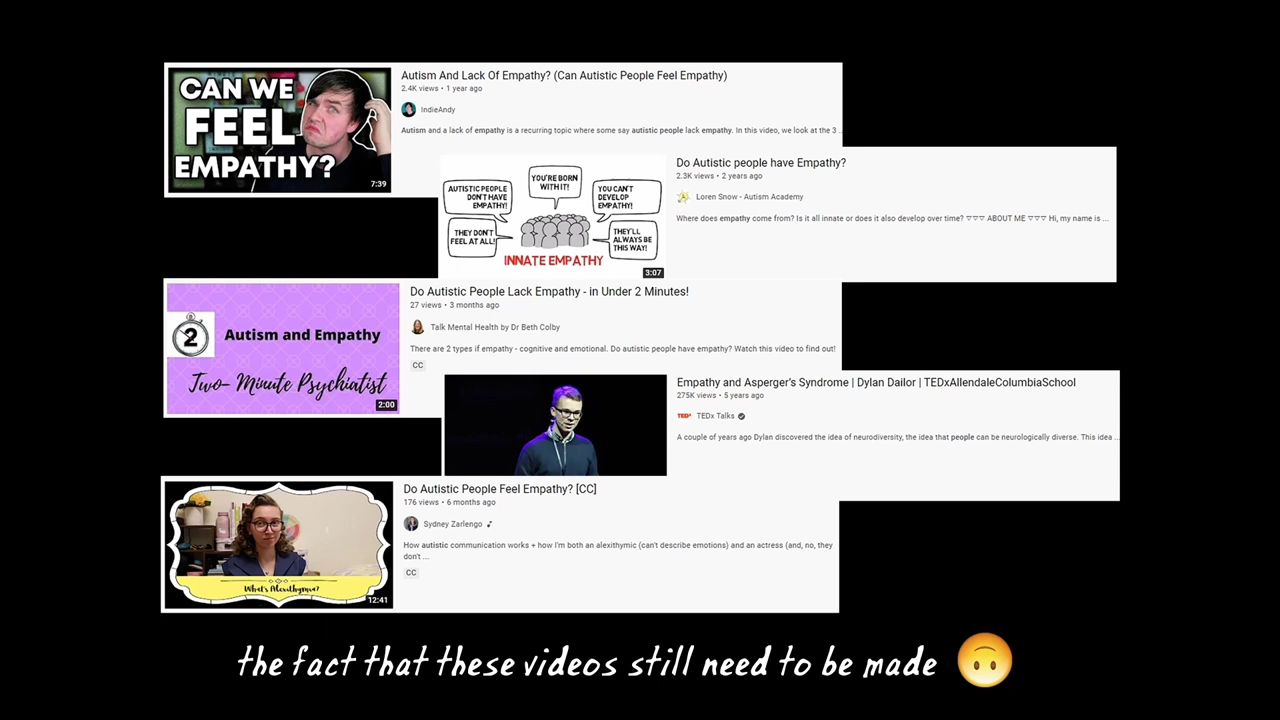 CAN WE
FEEL
EMPATHY?
7:39
Autism And Lack Of Empathy? (Can Autistic People Feel Empathy)
2.4K views • 1 year ago
IndieAndy
Autism and a lack of empathy is a recurring topic where some say autistic people lack empathy. In this video, we look at the 3 ...
AUTISTIC PEOPLE
DON'T HAVE
EMPATHY!
YOU'RE BORN
WITH IT!
YOU CAN'T
DEVELOP
EMPATHY!
THEY DON'T
FEEL AT ALL!
THEY'LL
ALWAYS BE
THIS WAY!
INNATE EMPATHY
3:07
Do Autistic people have Empathy?
2.3K views • 2 years ago
Loren Snow - Autism Academy
Where does empathy come from? Is it all innate or does it also develop over time? ▽▽▽ ABOUT ME ▽▽▽ Hi, my name is ...
2
Autism and Empathy
Two- Minute Psychiatist
2:00
Do Autistic People Lack Empathy - in Under 2 Minutes!
27 views • 3 months ago
Talk Mental Health by Dr Beth Colby
There are 2 types if empathy - cognitive and emotional. Do autistic people have empathy? Watch this video to find out!
CC
Empathy and Asperger's Syndrome | Dylan Dailor | TEDxAllendaleColumbiaSchool
275K views • 5 years ago
TEDx TEDx Talks
A couple of years ago Dylan discovered the idea of neurodiversity, the idea that people can be neurologically diverse. This idea ...
What's Alexithymia?
12:41
Do Autistic People Feel Empathy? [CC]
176 views • 6 months ago
Sydney Zarlengo
How autistic communication works + how I'm both an alexithymic (can't describe emotions) and an actress (and, no, they
don't ...
CC
the fact that these videos still need to be made 🙃